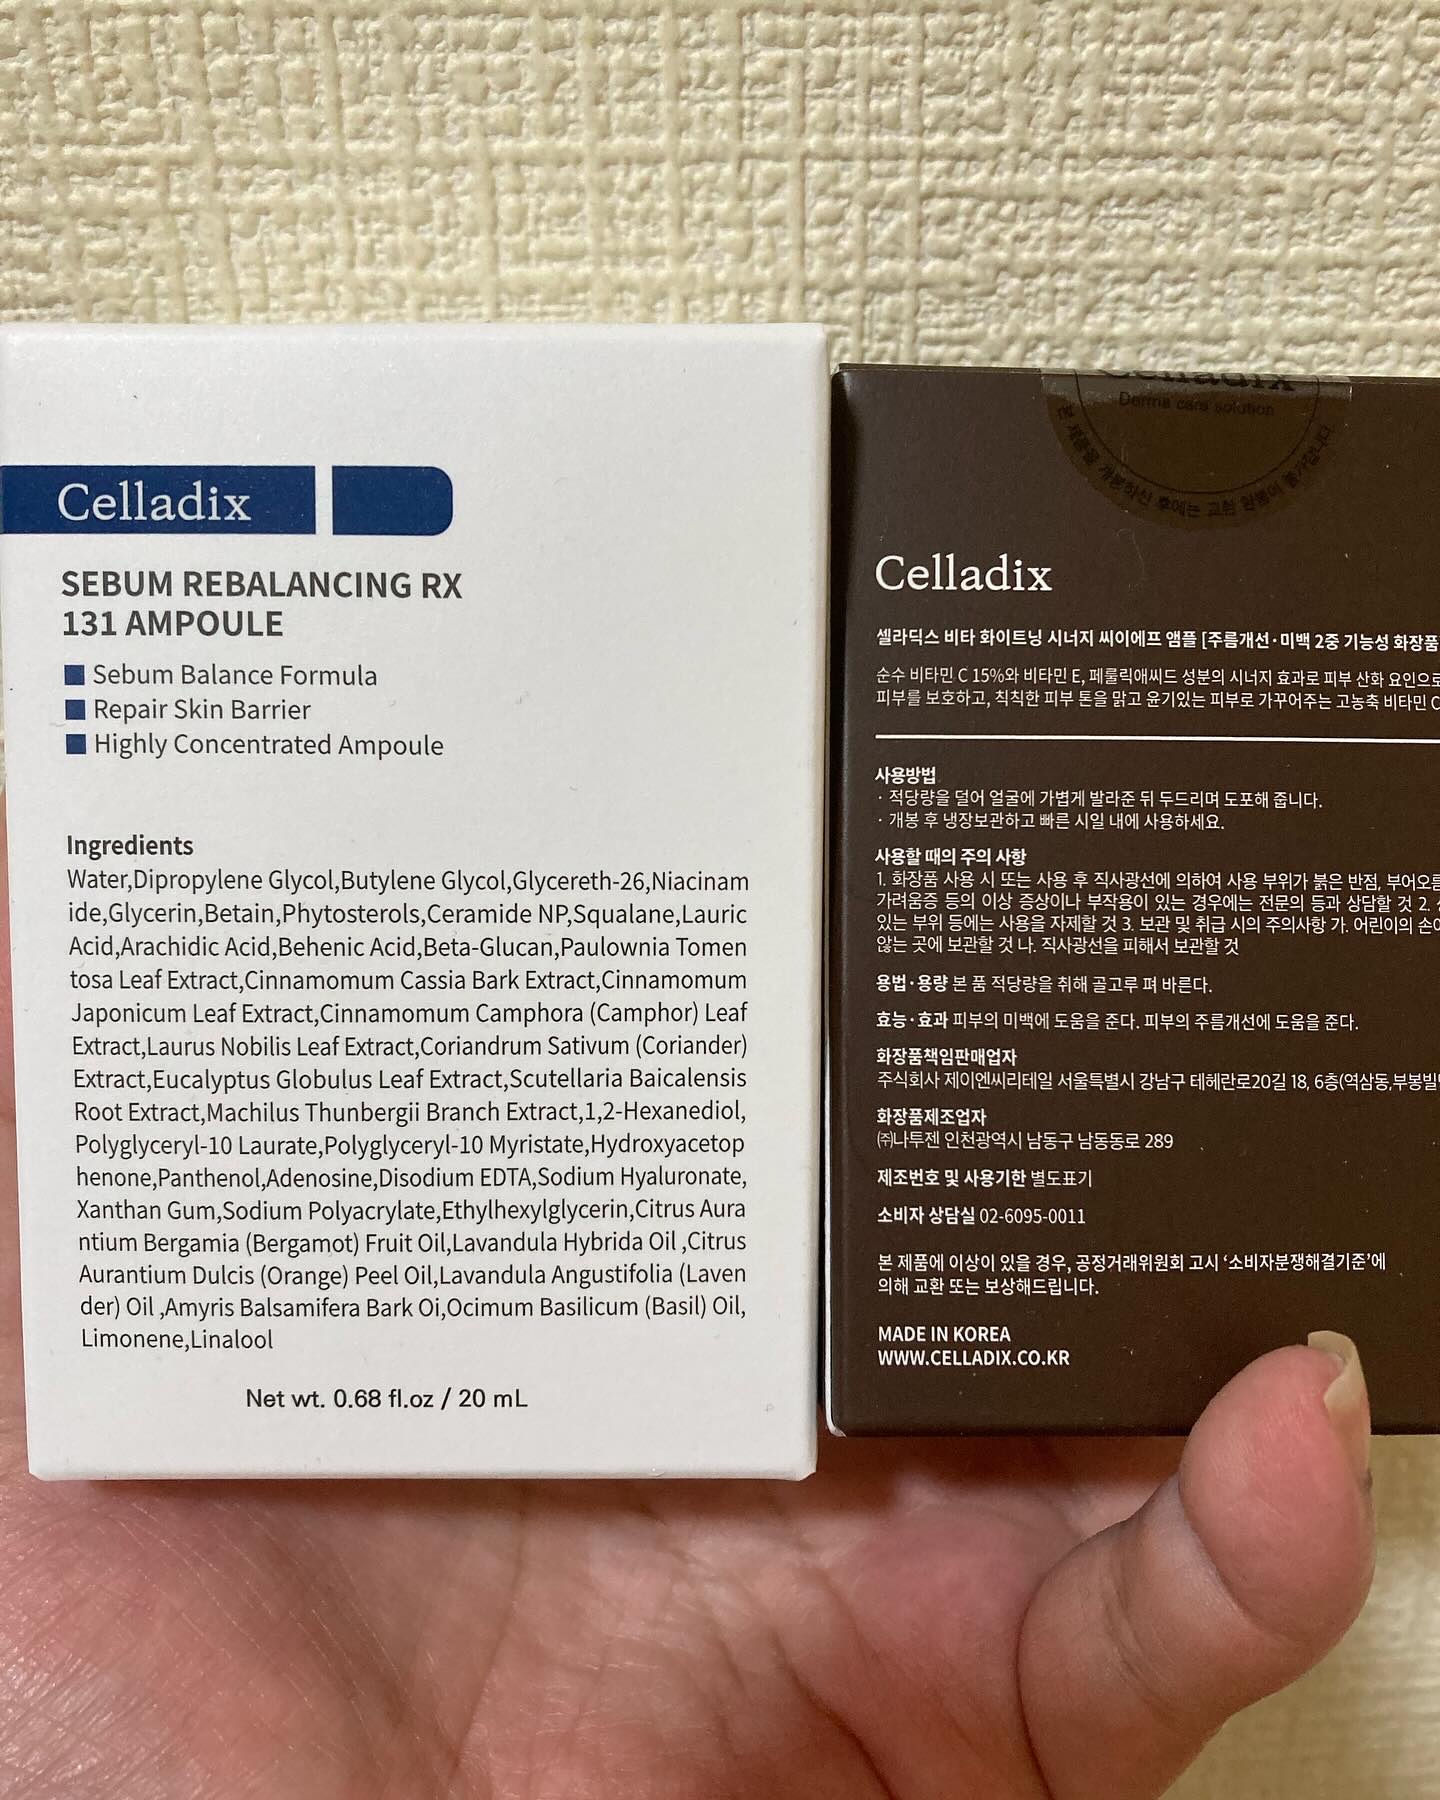 Celladix
SEBUM REBALANCING RX
131 AMPOULE
Sebum Balance Formula
Repair Skin Barrier
Highly Concentrated Ampoule
Ingredients
Water,Dipropylene Glycol,Butylene Glycol,Glycereth-26,Niacinam
ide,Glycerin,Betain,Phytosterols,Ceramide NP,Squalane,Lauric
Acid,Arachidic Acid,Behenic Acid,Beta-Glucan,Paulownia Tomen
tosa Leaf Extract,Cinnamomum Cassia Bark Extract,Cinnamomum
Japonicum Leaf Extract,Cinnamomum Camphora (Camphor) Leaf
Extract,Laurus Nobilis Leaf Extract,Coriandrum Sativum (Coriander)
Extract,Eucalyptus Globulus Leaf Extract,Scutellaria Baicalensis
Root Extract,Machilus Thunbergii Branch Extract,1,2-Hexanediol,
Polyglyceryl-10 Laurate,Polyglyceryl-10 Myristate,Hydroxyacetop
henone,Panthenol,Adenosine,Disodium EDTA,Sodium Hyaluronate,
Xanthan Gum,Sodium Polyacrylate,Ethylhexylglycerin,Citrus Aura
ntium Bergamia (Bergamot) Fruit Oil,Lavandula Hybrida Oil ,Citrus
Aurantium Dulcis (Orange) Peel Oil,Lavandula Angustifolia (Laven
der) Oil ,Amyris Balsamifera Bark Oi,Ocimum Basilicum (Basil) Oil,
Limonene,Linalool
Net wt. 0.68 fl.oz / 20 mL
Celladix
Derma care solution
본 제품을 개봉하신 후에는 교환 환불이 불가합니다.
Celladix
셀라딕스 비타 화이트닝 시너지 씨이에프 앰플 [주름개선·미백 2중 기능성 화장품
순수 비타민 C 15%와 비타민 E, 페룰릭애씨드 성분의 시너지 효과로 피부 산화 요인으로
피부를 보호하고, 칙칙한 피부 톤을 맑고 윤기있는 피부로 가꾸어주는 고농축 비타민 C
사용방법
· 적당량을 덜어 얼굴에 가볍게 발라준 뒤 두드리며 도포해 줍니다.
· 개봉 후 냉장보관하고 빠른 시일 내에 사용하세요.
사용할 때의 주의 사항
1. 화장품 사용 시 또는 사용 후 직사광선에 의하여 사용 부위가 붉은 반점, 부어오름
가려움증 등의 이상 증상이나 부작용이 있는 경우에는 전문의 등과 상담할 것 2.
있는 부위 등에는 사용을 자제할 것 3. 보관 및 취급 시의 주의사항 가. 어린이의 손이
않는 곳에 보관할 것 나. 직사광선을 피해서 보관할 것
용법·용량 본 품 적당량을 취해 골고루 펴 바른다.
효능·효과 피부의 미백에 도움을 준다. 피부의 주름개선에 도움을 준다.
화장품책임판매업자
주식회사 제이엔씨리테일 서울특별시 강남구 테헤란로20길 18, 6층(역삼동,부봉빌
화장품제조업자
㈜나투젠 인천광역시 남동구 남동동로 289
제조번호 및 사용기한 별도표기
소비자 상담실 02-6095-0011
본 제품에 이상이 있을 경우, 공정거래위원회 고시 ‘소비자분쟁해결기준’에
의해 교환 또는 보상해드립니다.
MADE IN KOREA
WWW.CELLADIX.CO.KR